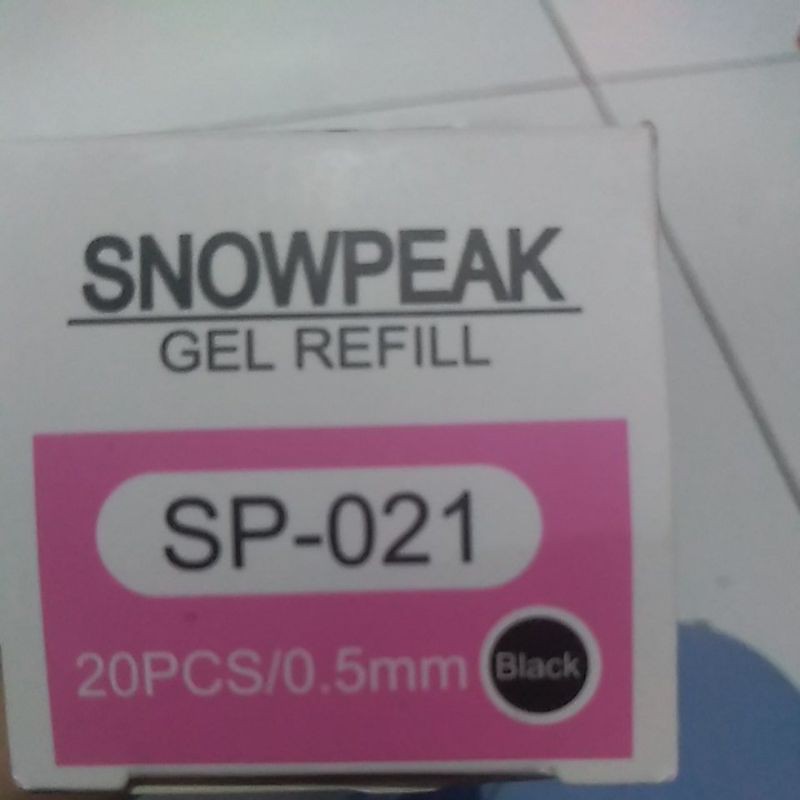 SNOWPEAK
GEL REFILL
SP-021
20PCS/0.5mm Black